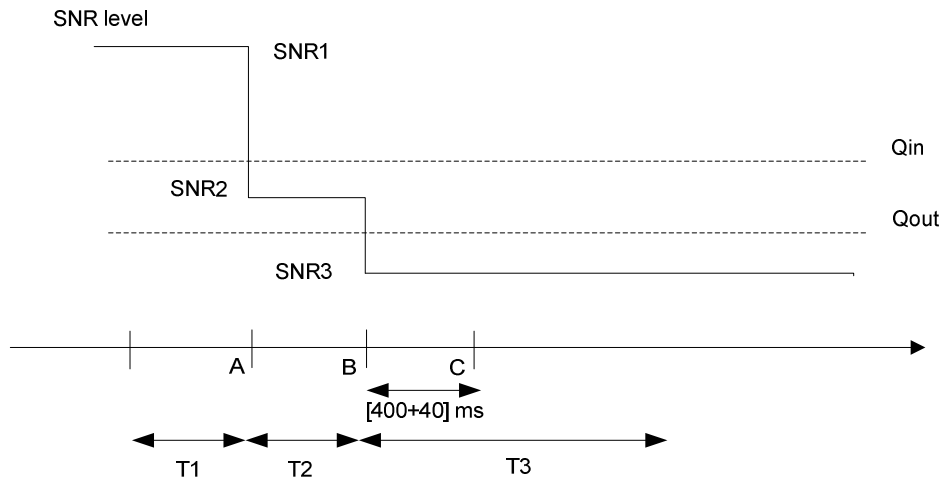 SNR level
SNR1
Qin
SNR2
Qout
SNR3
A B C
[400+40] ms
T1 T2 T3